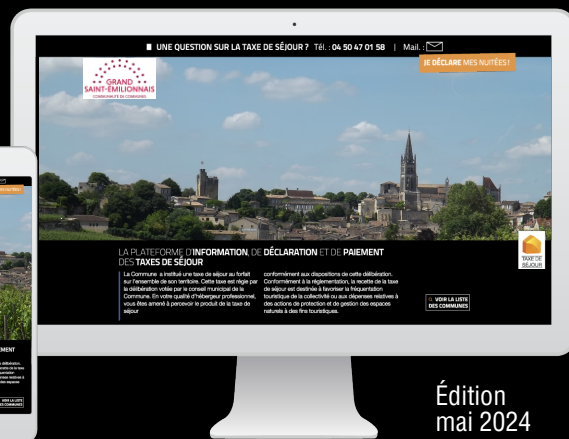 UNE QUESTION SUR LA TAXE DE SÉJOUR ? Tél. : 04 50 47 01 58 | Mail. :
JE DÉCLARE MES NUITÉES !
GRAND
SAINT-ÉMILIONNAIS
COMMUNAUTÉ DE COMMUNES
LA PLATEFORME D'INFORMATION, DE DÉCLARATION ET DE PAIEMENT
DES TAXES DE SÉJOUR
La Commune a institué une taxe de séjour au forfait
sur l'ensemble de son territoire. Cette taxe est régie par
la délibération votée par le conseil municipal de la
Commune. En votre qualité d'hébergeur professionnel,
vous êtes amené à percevoir le produit de la taxe de
séjour
conformément aux dispositions de cette délibération.
Conformément à la réglementation, la recette de la taxe
de séjour est destinée à favoriser la fréquentation
touristique de la collectivité ou aux dépenses relatives à
des actions de protection et de gestion des espaces
naturels à des fins touristiques.
TAXE DE
SÉJOUR
VOIR LA LISTE
DES COMMUNES
VOIR LA LISTE
DES COMMUNES
Édition
mai 2024